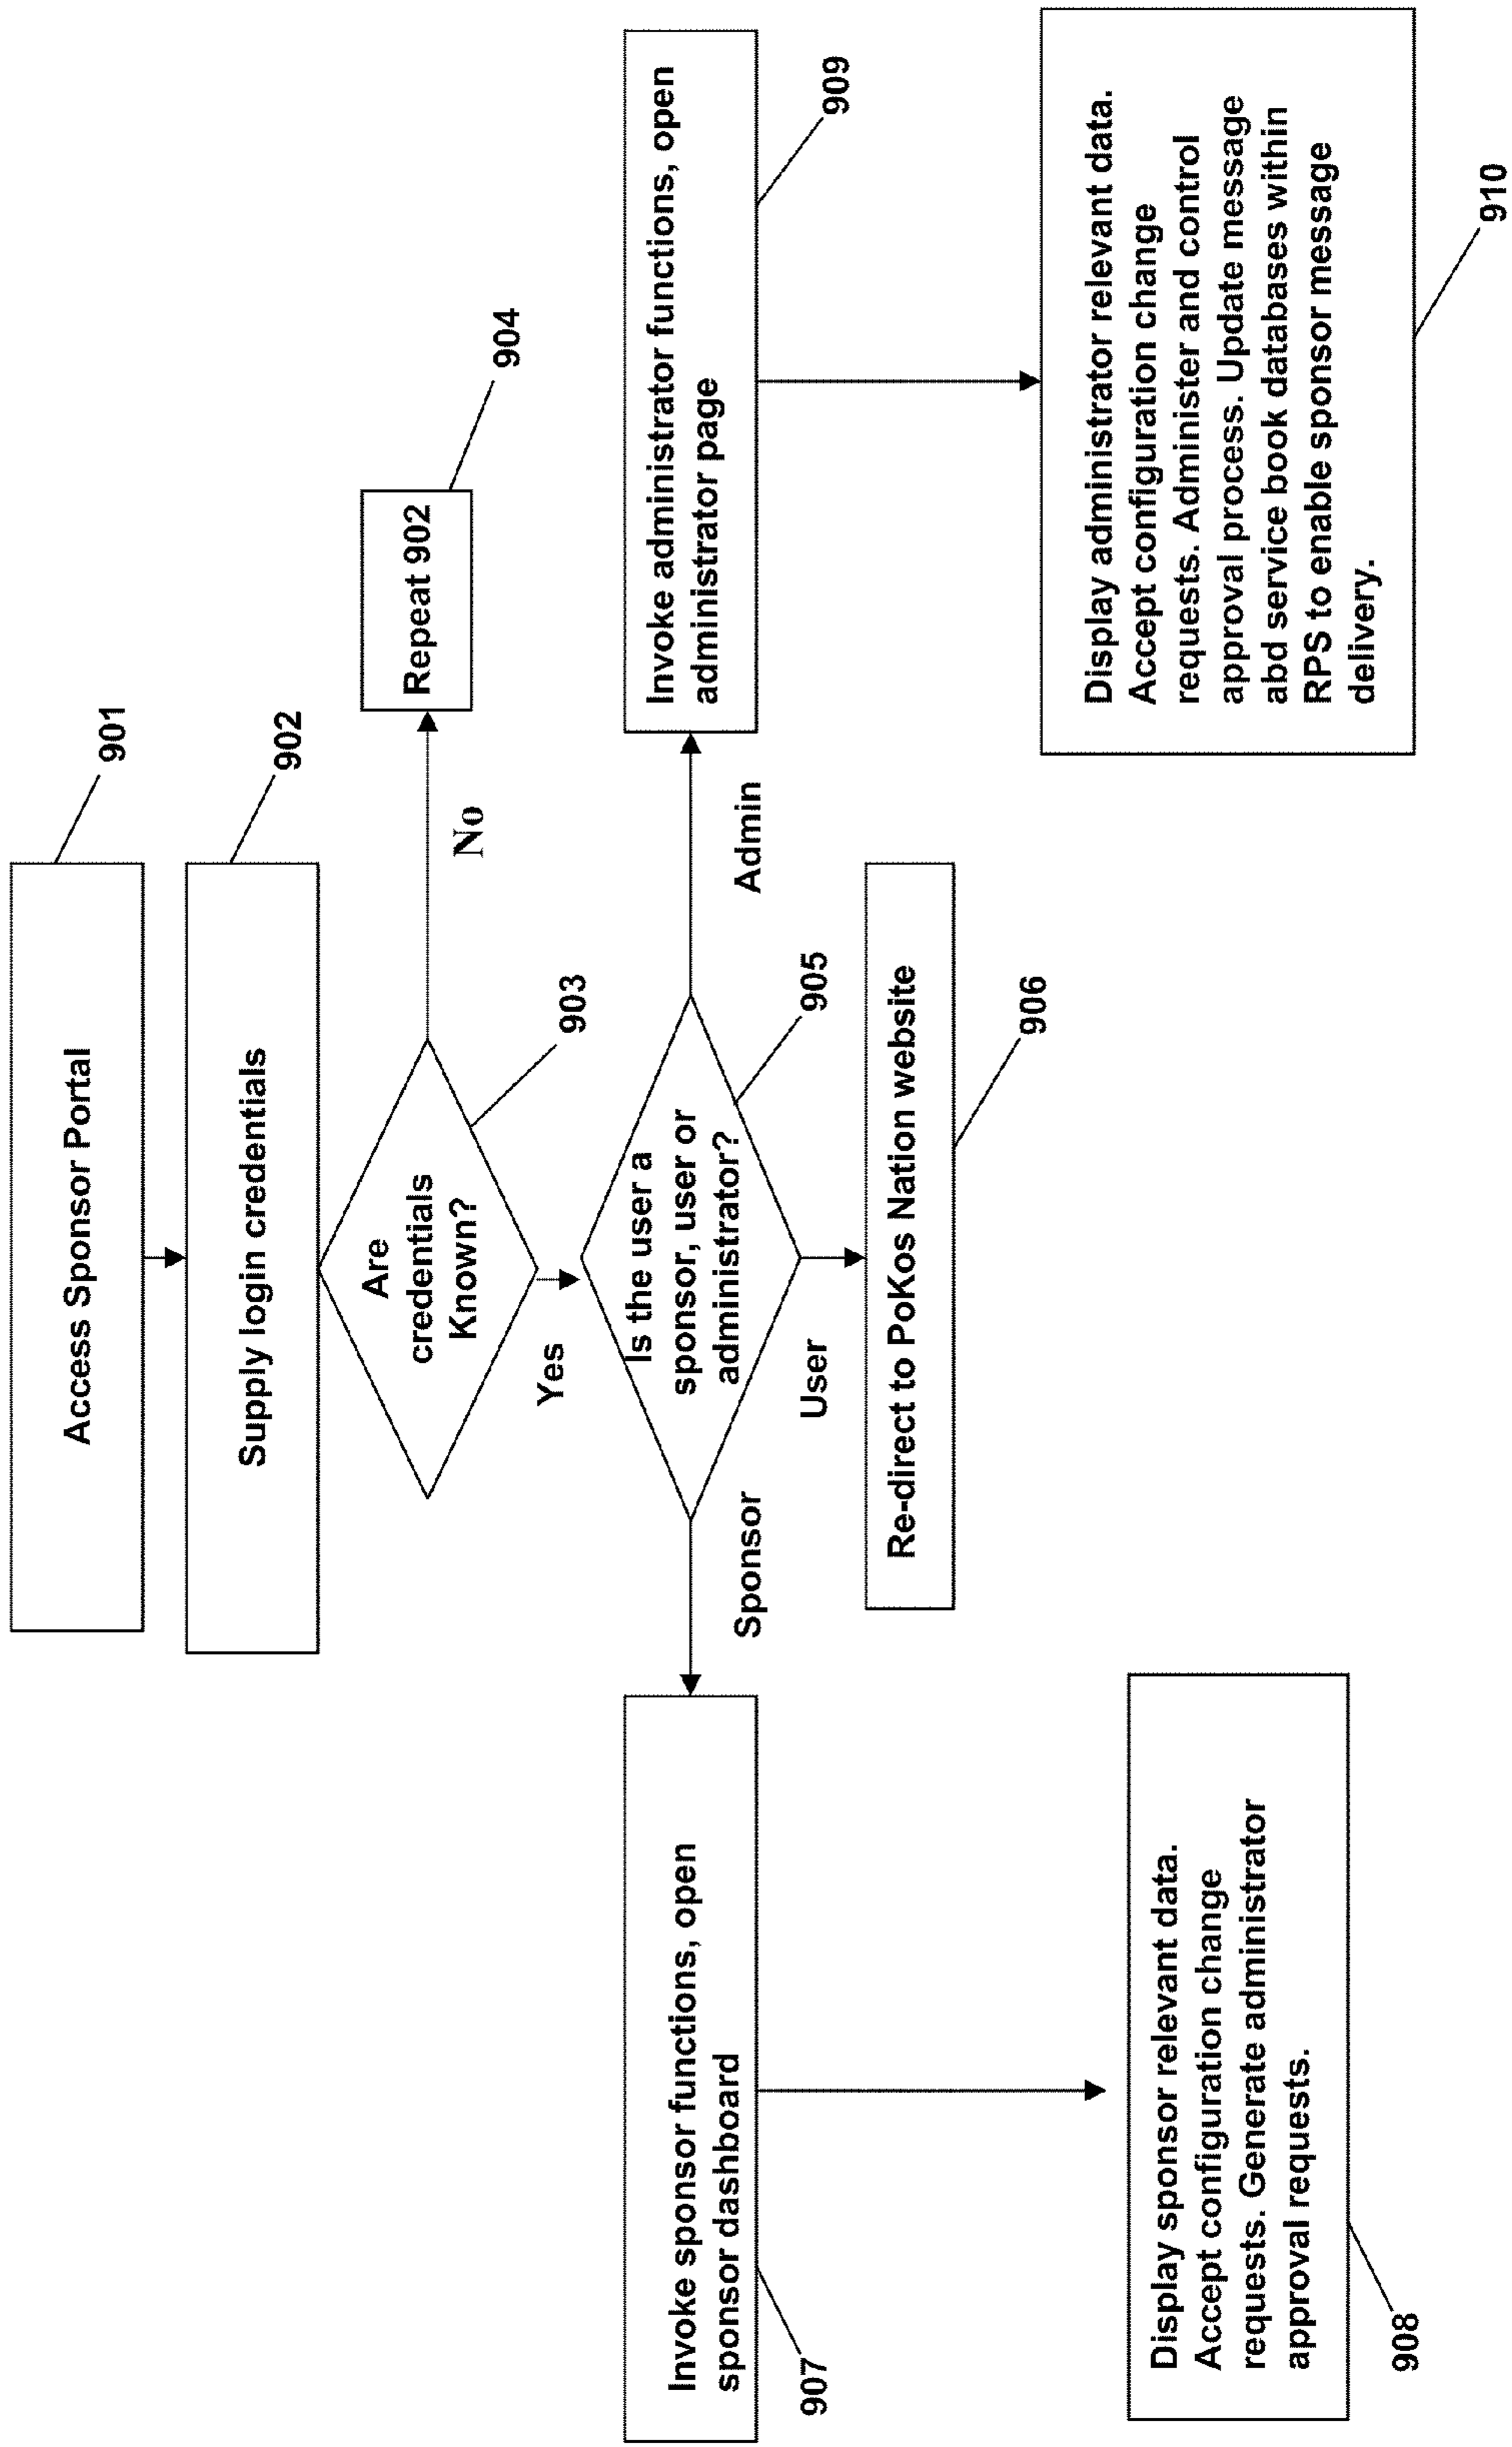 Access Sponsor Portal
901
Supply login credentials
902
Are
credentials
Known?
903
No
Repeat 902
904
Yes
Is the user a
sponsor, user or
administrator?
905
Sponsor
User
Admin
Invoke sponsor functions, open
sponsor dashboard
907
Invoke administrator functions, open
administrator page
909
Re-direct to PoKos Nation website
906
Display sponsor relevant data.
Accept configuration change
requests. Generate administrator
approval requests.
908
Display administrator relevant data.
Accept configuration change
requests. Administer and control
approval process. Update message
abd service book databases within
RPS to enable sponsor message
delivery.
910